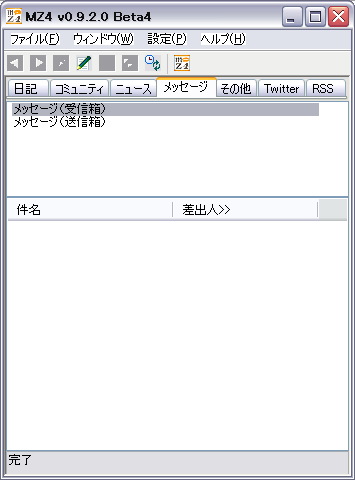 MZ4 v0.9.2.0 Beta4
ファイル(F) ウィンドウ(W) 設定(P) ヘルプ(H)
日記 コミュニティ ニュース メッセージ その他 Twitter RSS
メッセージ(受信箱)
メッセージ(送信箱)
件名 差出人>>
完了